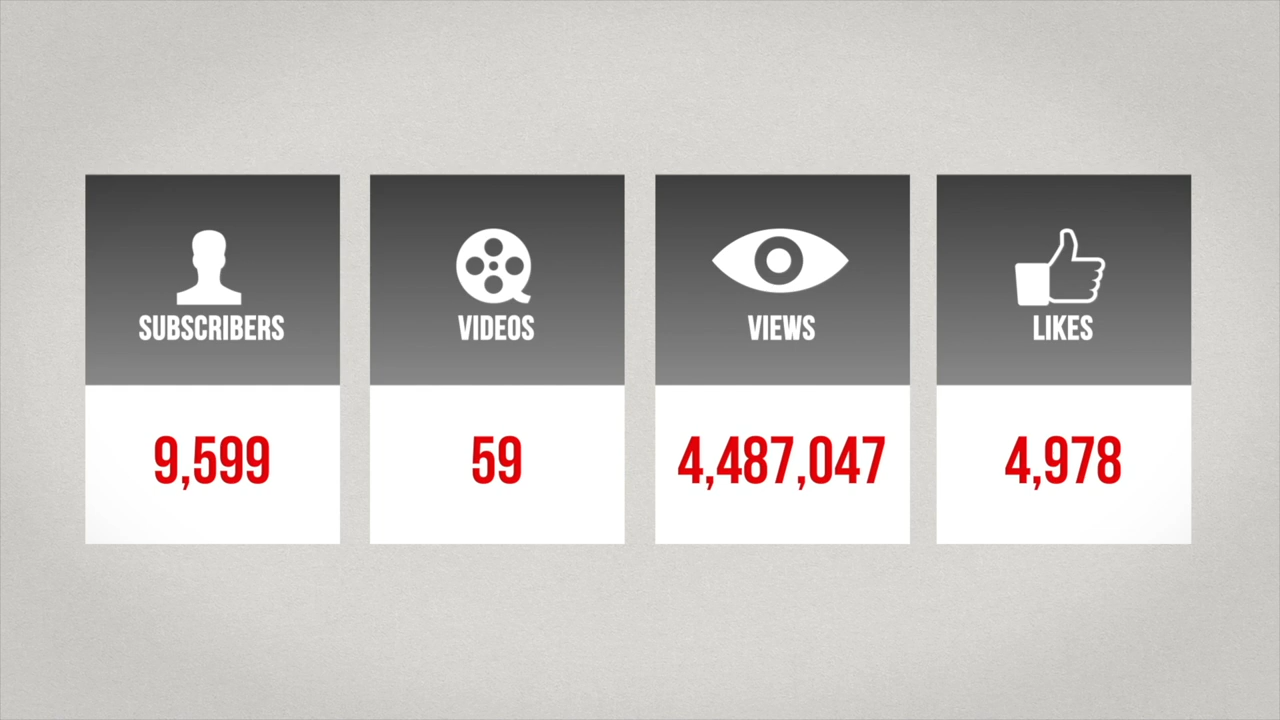 SUBSCRIBERS
9,599
VIDEOS
59
VIEWS
4,487,047
LIKES
4,978